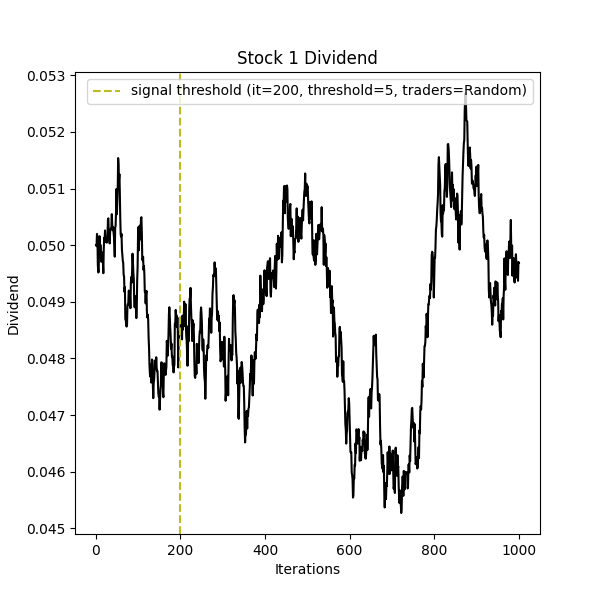 Stock 1 Dividend
signal threshold (it=200, threshold=5, traders=Random)
0.053
0.052
0.051
0.050
0.049
0.048
0.047
0.046
0.045
Dividend
0 200 400 600 800 1000
Iterations